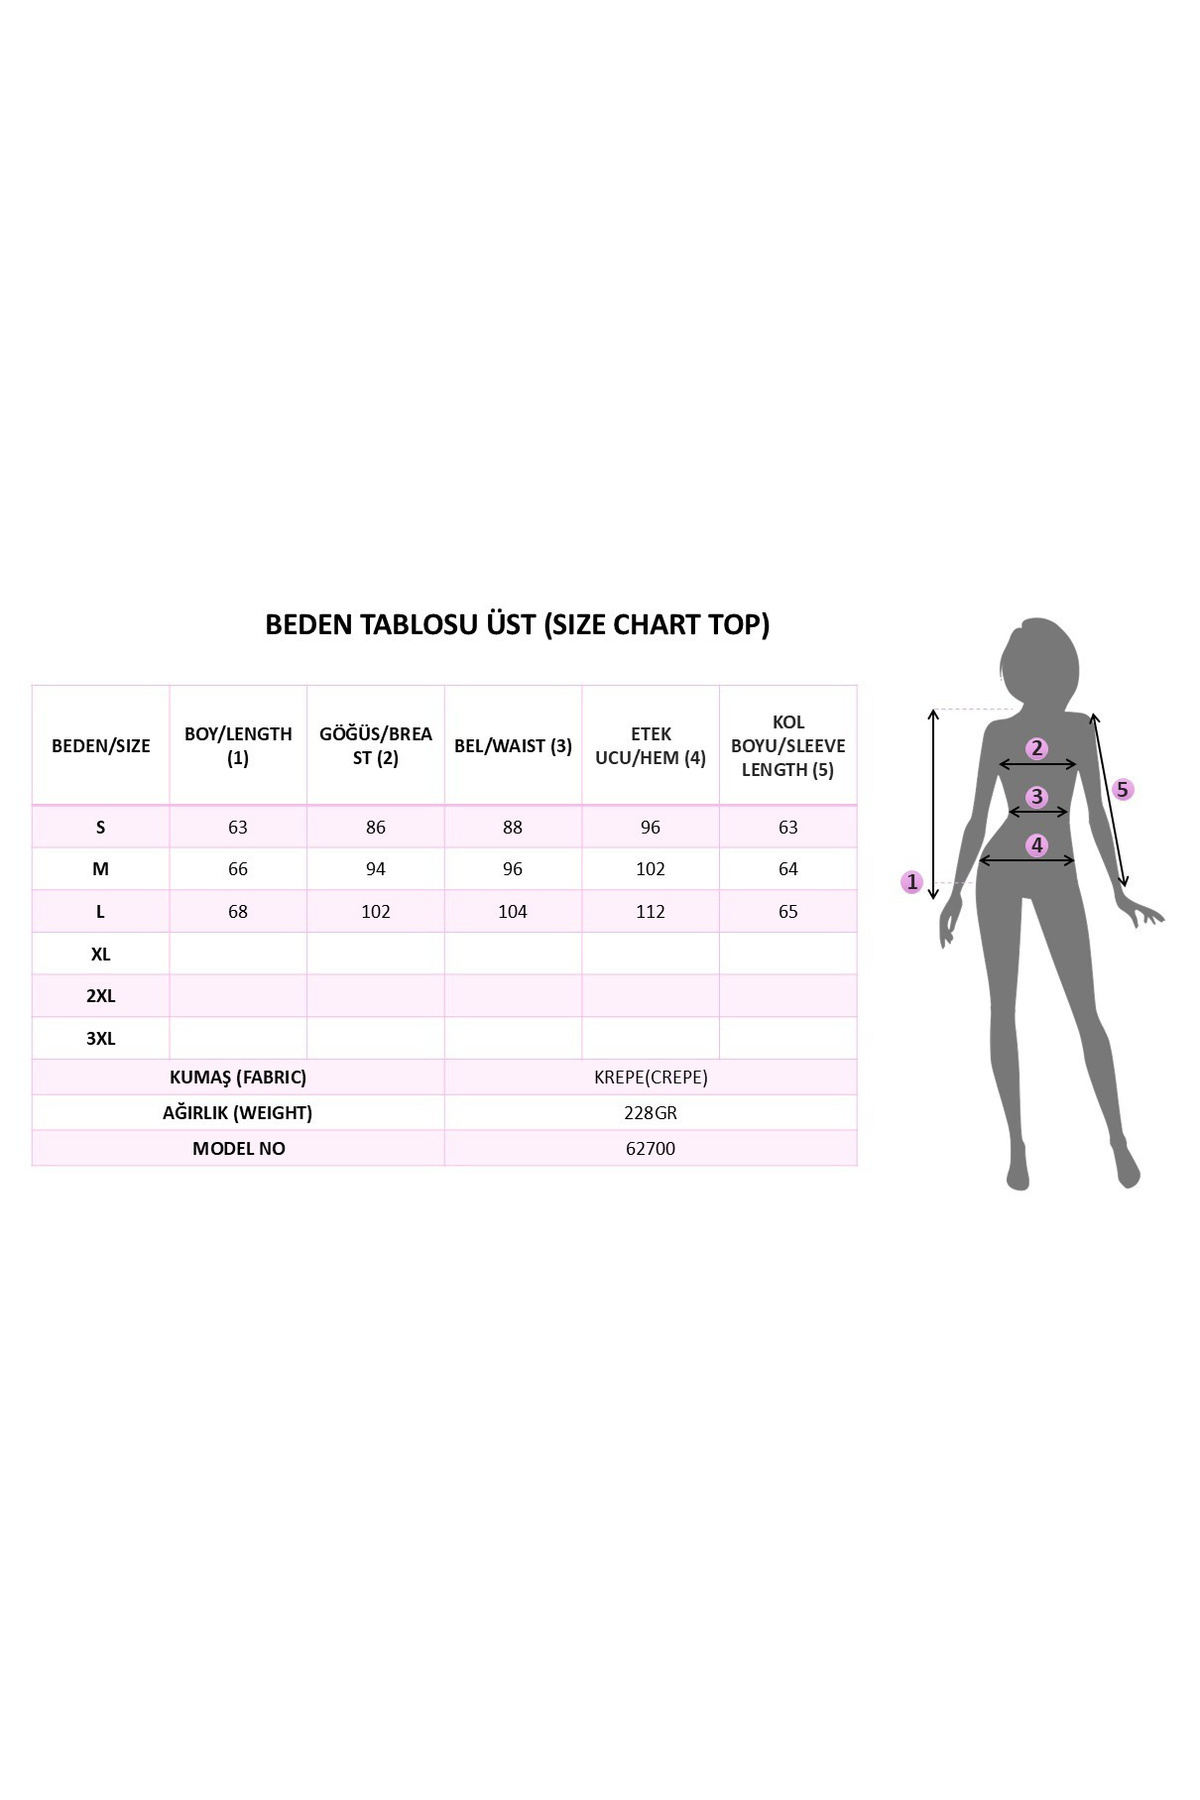 BEDEN TABLOSU ÜST (SIZE CHART TOP)
BEDEN/SIZE
BOY/LENGTH
(1)
GÖĞÜS/BREA
ST (2)
BEL/WAIST (3)
ETEK
UCU/HEM (4)
KOL
BOYU/SLEEVE
LENGTH (5)
S 63 86 88 96 63
M 66 94 96 102 64
L 68 102 104 112 65
XL
2XL
3XL
KUMAŞ (FABRIC) KREPE(CREPE)
AĞIRLIK (WEIGHT) 228GR
MODEL NO 62700
2
3
5
4
1